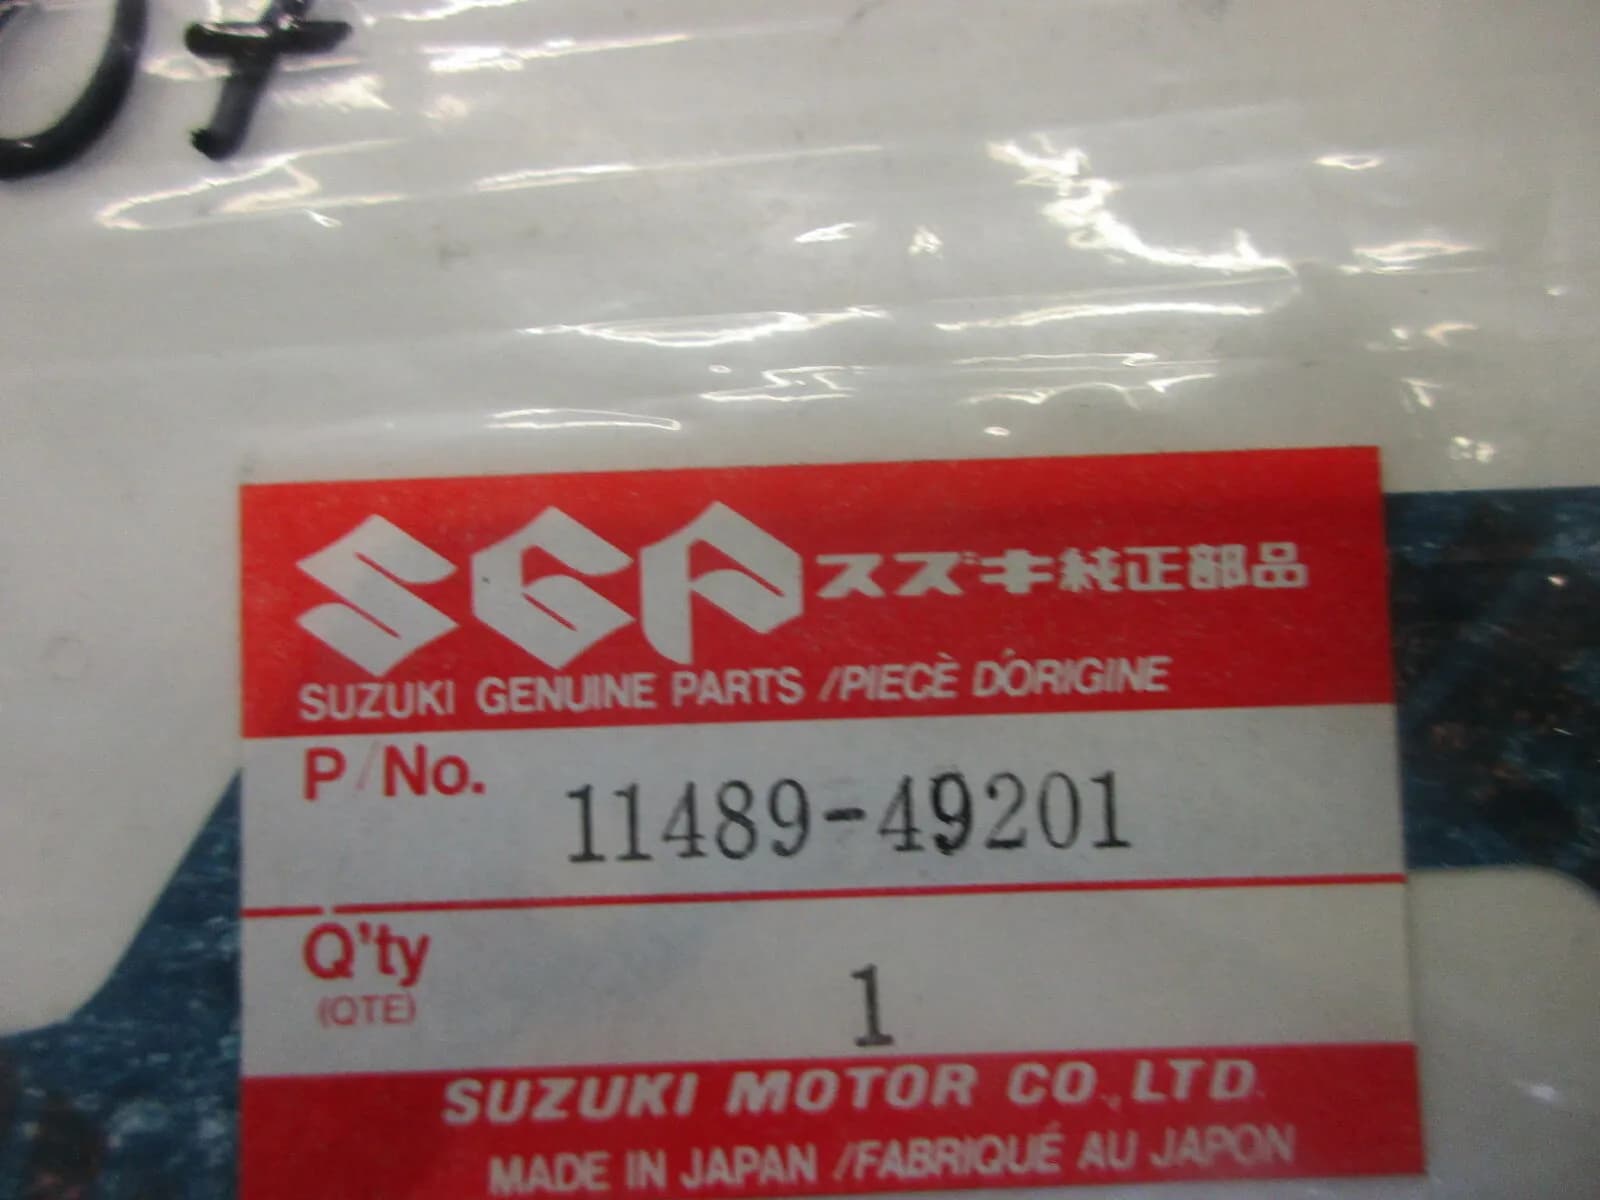 07
SGP スズキ純正部品
SUZUKI GENUINE PARTS /PIECÈ D'ORIGINE
P/No. 11489-49201
Q'ty
(QTE)
1
SUZUKI MOTOR CO.,LTD.
MADE IN JAPAN /FABRIQUÉ AU JAPON